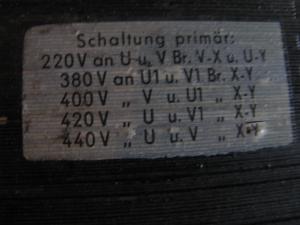 Schaltung primär:
220V an U u. V Br. V-X u. U-Y
380V an U1 u. V1 Br. X-Y
400V „ V u. U1 „ X-Y
420V „ U u. V1 „ X-Y
440V „ U u. V „ X-Y